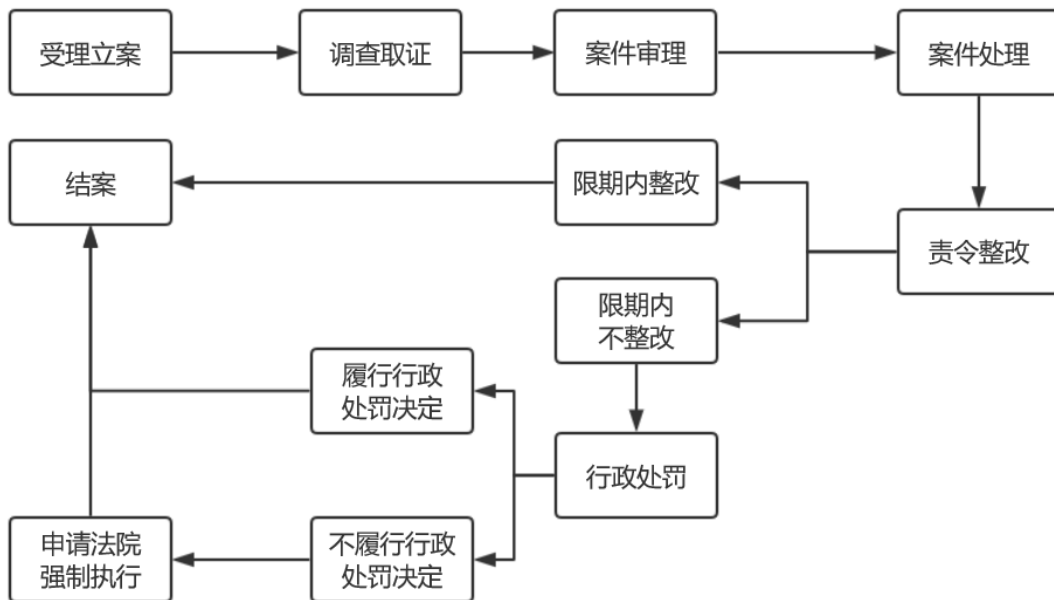 受理立案
调查取证
案件审理
案件处理
结案
限期内整改
责令整改
限期内
不整改
履行行政
处罚决定
行政处罚
申请法院
强制执行
不履行行政
处罚决定